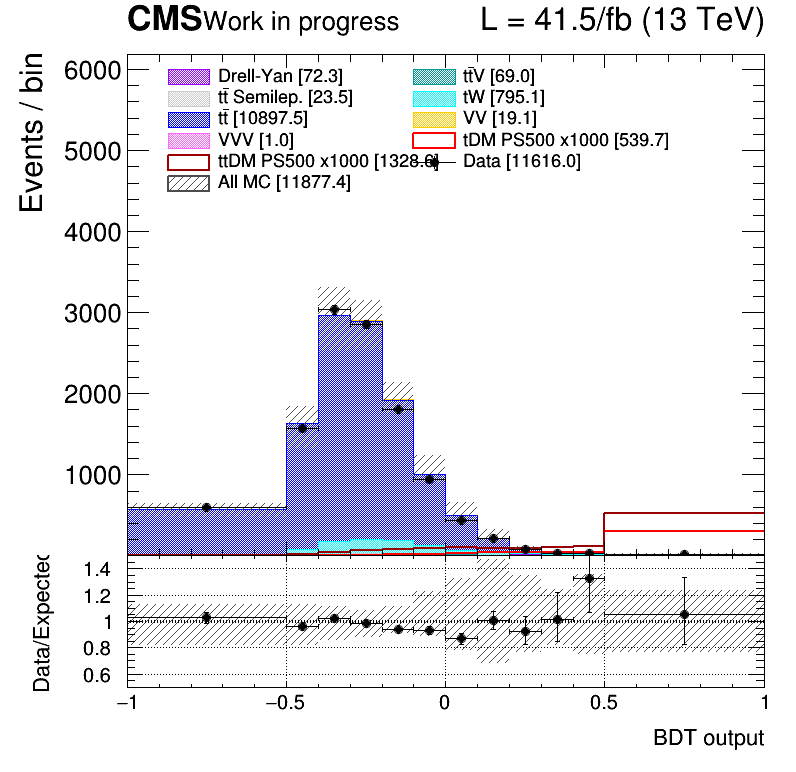 CMS Work in progress L = 41.5/fb (13 TeV)
Events / bin
6000
5000
4000
3000
2000
1000
Drell-Yan [72.3] tt̄V [69.0]
tt̄ Semilep. [23.5] tW [795.1]
tt̄ [10897.5] VV [19.1]
VVV [1.0] tDM PS500 x1000 [539.7]
ttDM PS500 x1000 [1328.6] Data [11616.0]
All MC [11877.4]
Data/Expected
1.4
1.2
1
0.8
0.6
−1 −0.5 0 0.5 1
BDT output